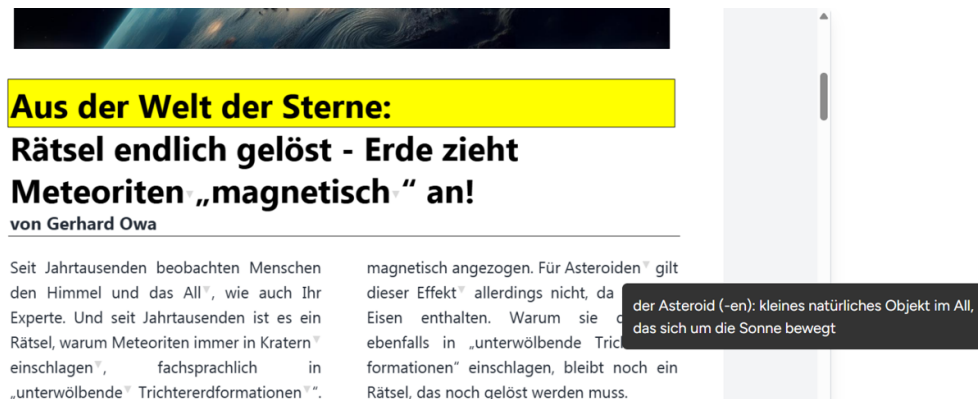 Aus der Welt der Sterne:
Rätsel endlich gelöst - Erde zieht
Meteoriten „magnetisch“ an!
von Gerhard Owa
Seit Jahrtausenden beobachten Menschen
den Himmel und das All, wie auch Ihr
Experte. Und seit Jahrtausenden ist es ein
Rätsel, warum Meteoriten immer in Kratern
einschlagen, fachsprachlich in
„unterwölbende Trichtererdformationen“.
magnetisch angezogen. Für Asteroiden gilt
dieser Effekt allerdings nicht, da
Eisen enthalten. Warum sie
ebenfalls in „unterwölbende
formationen“ einschlagen, bleibt noch ein
Rätsel, das noch gelöst werden muss.
der Asteroid (-en): kleines natürliches Objekt im All,
das sich um die Sonne bewegt